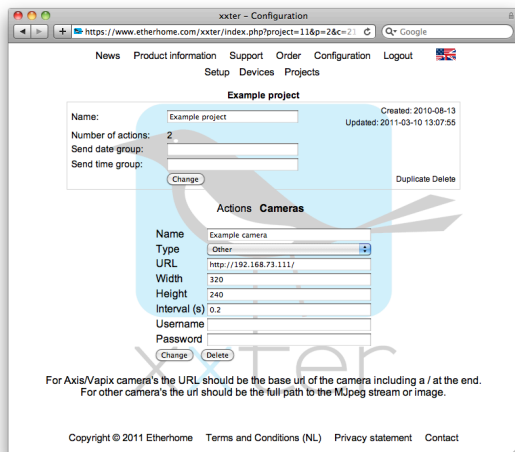 xxter – Configuration
https://www.etherhome.com/xxter/index.php?project=11&p=2&c=21
Google
News Product information Support Order Configuration Logout
Setup Devices Projects
Example project
Created: 2010-08-13
Updated: 2011-03-10 13:07:55
Name: Example project
Number of actions: 2
Send date group:
Send time group:
Change
Duplicate Delete
Actions Cameras
Name Example camera
Type Other
URL http://192.168.73.111/
Width 320
Height 240
Interval (s) 0.2
Username
Password
Change Delete
xxter
For Axis/Vapix camera's the URL should be the base url of the camera including a / at the end.
For other camera's the url should be the full path to the MJpeg stream or image.
Copyright © 2011 Etherhome Terms and Conditions (NL) Privacy statement Contact